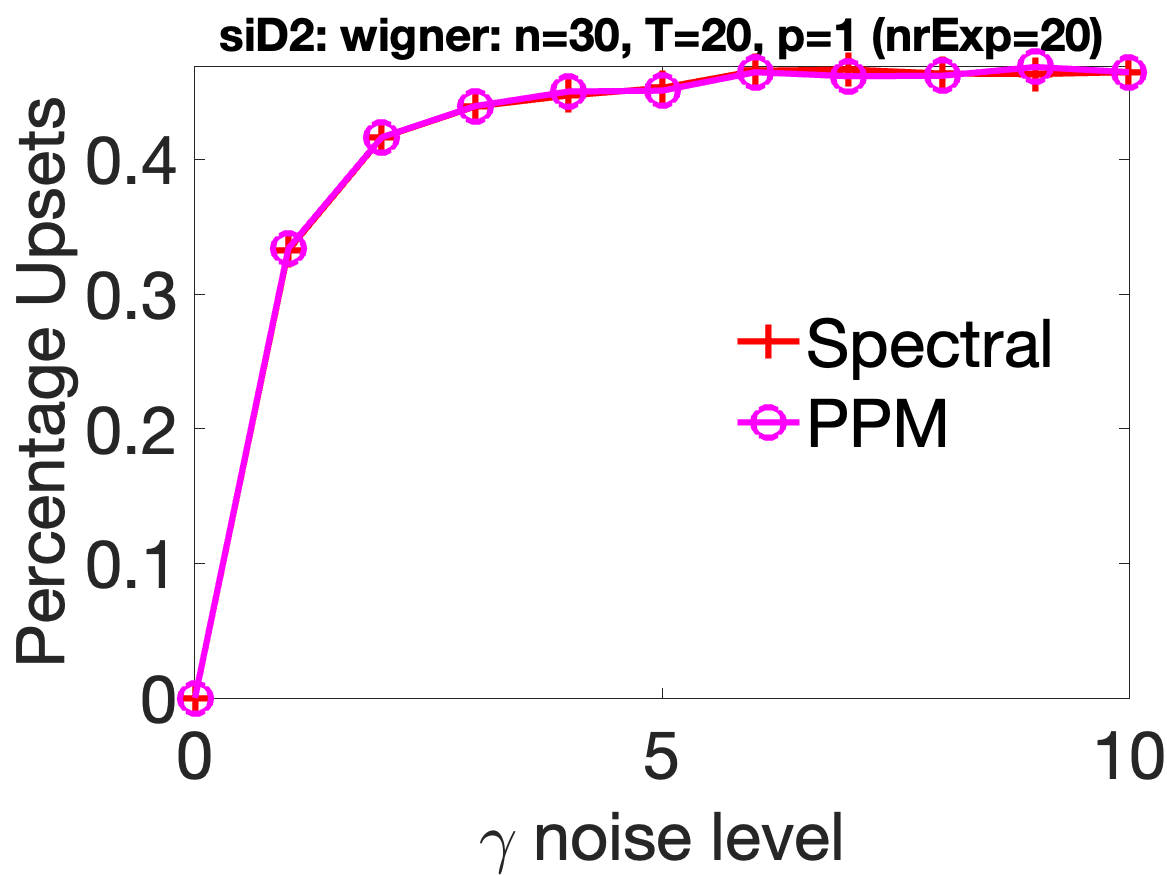 siD2: wigner: n=30, T=20, p=1 (nrExp=20)
Percentage Upsets
0.4
0.3
0.2
0.1
0
Spectral
PPM
0
5
10
γ noise level